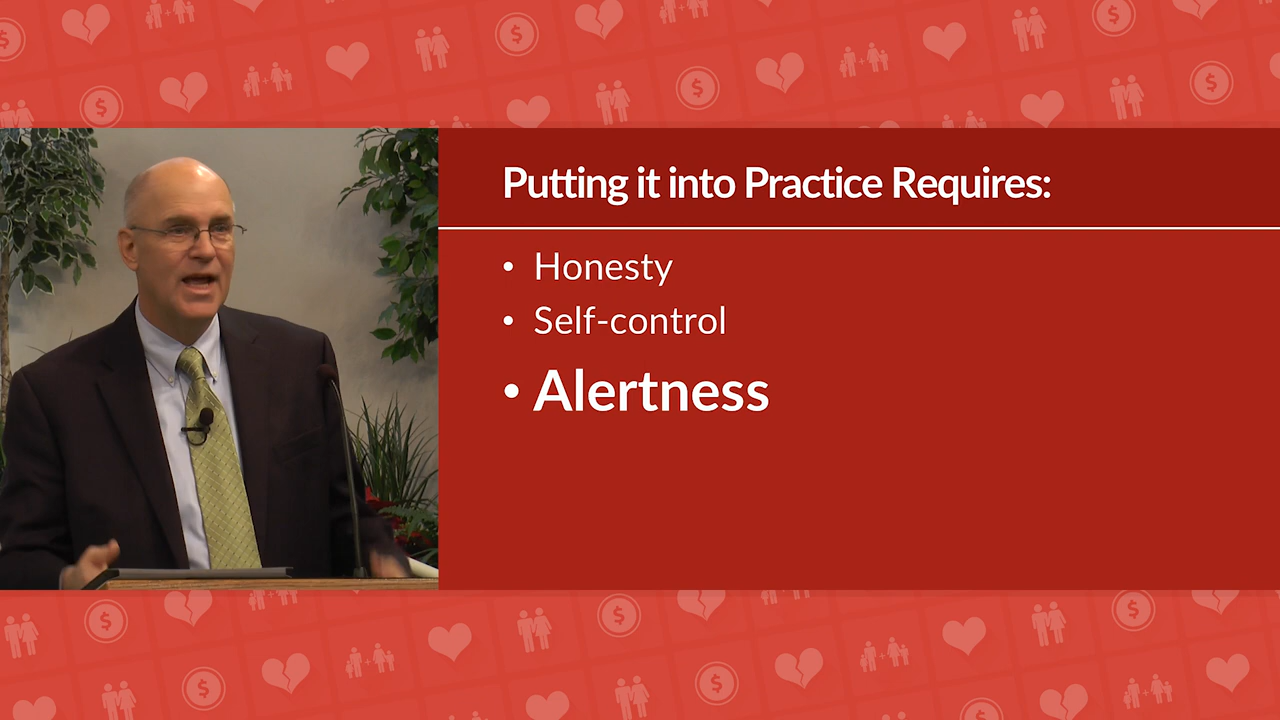 Putting it into Practice Requires:
• Honesty
• Self-control
• Alertness